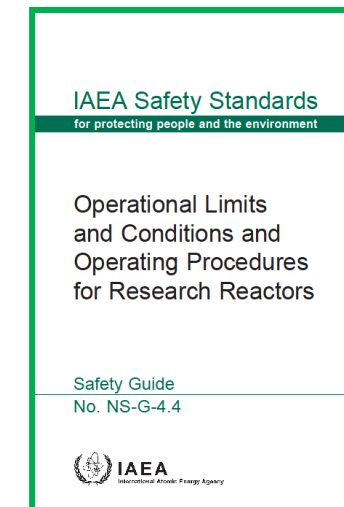 IAEA Safety Standards
for protecting people and the environment
Operational Limits
and Conditions and
Operating Procedures
for Research Reactors
Safety Guide
No. NS-G-4.4
IAEA
International Atomic Energy Agency